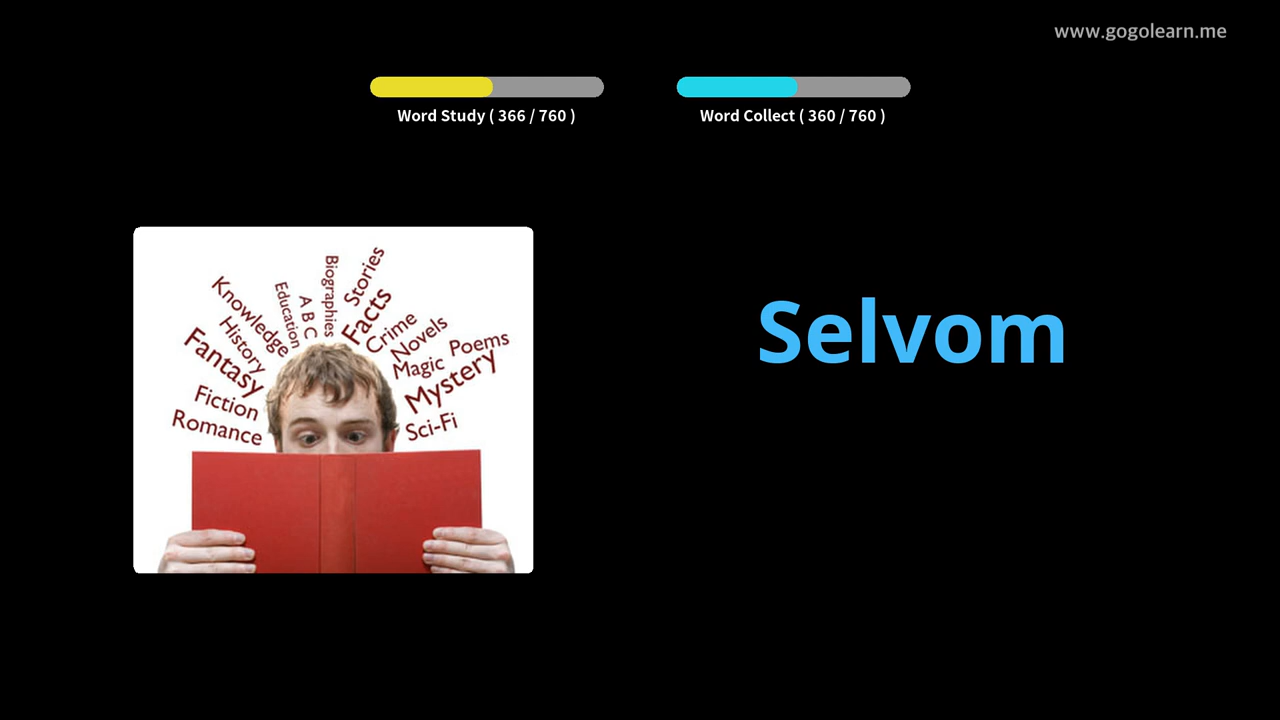 www.gogolearn.me
Word Study ( 366 / 760 )
Word Collect ( 360 / 760 )
Selvom
Biographies
Stories
Facts
Education
A B C
Knowledge
History
Crime
Novels
Poems
Magic
Mystery
Fantasy
Fiction
Romance
Sci-Fi